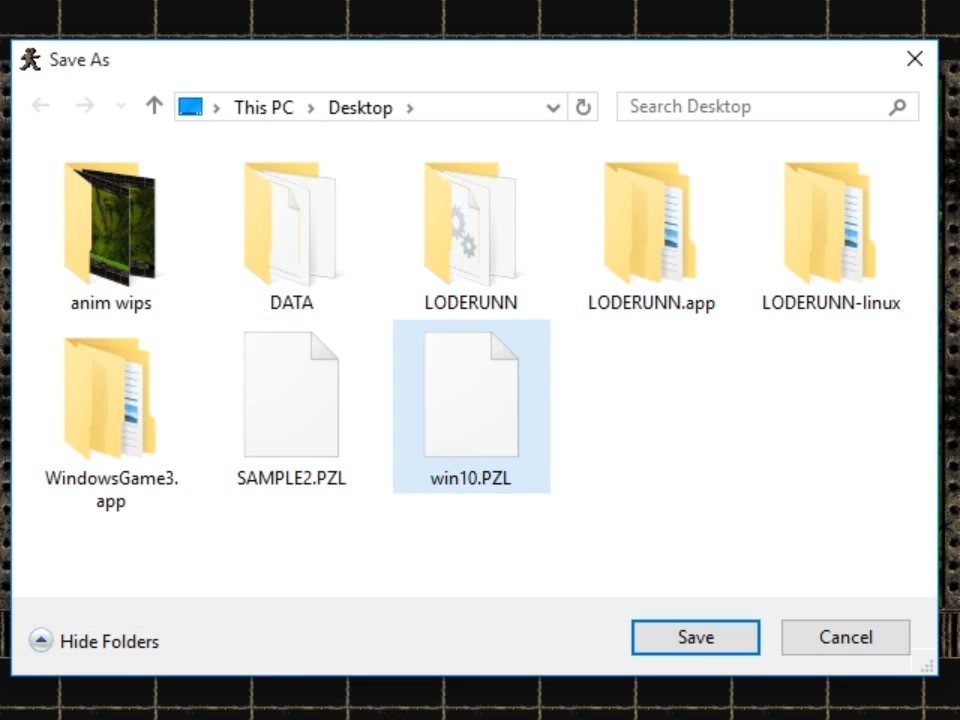 Save As
This PC
Desktop
Search Desktop
anim wips
DATA
LODERUNN
LODERUNN.app
LODERUNN-linux
WindowsGame3.
app
SAMPLE2.PZL
win10.PZL
Hide Folders
Save
Cancel